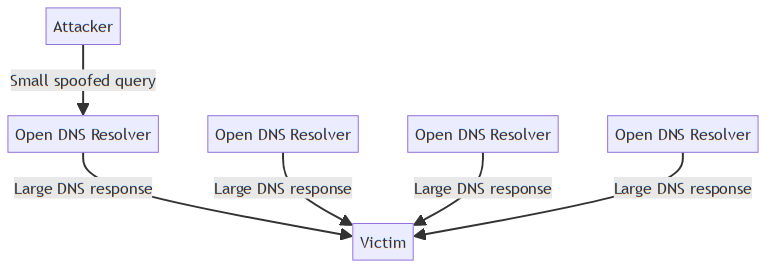 Attacker
Small spoofed query
Open DNS Resolver
Open DNS Resolver
Open DNS Resolver
Open DNS Resolver
Large DNS response
Large DNS response
Large DNS response
Large DNS response
Victim